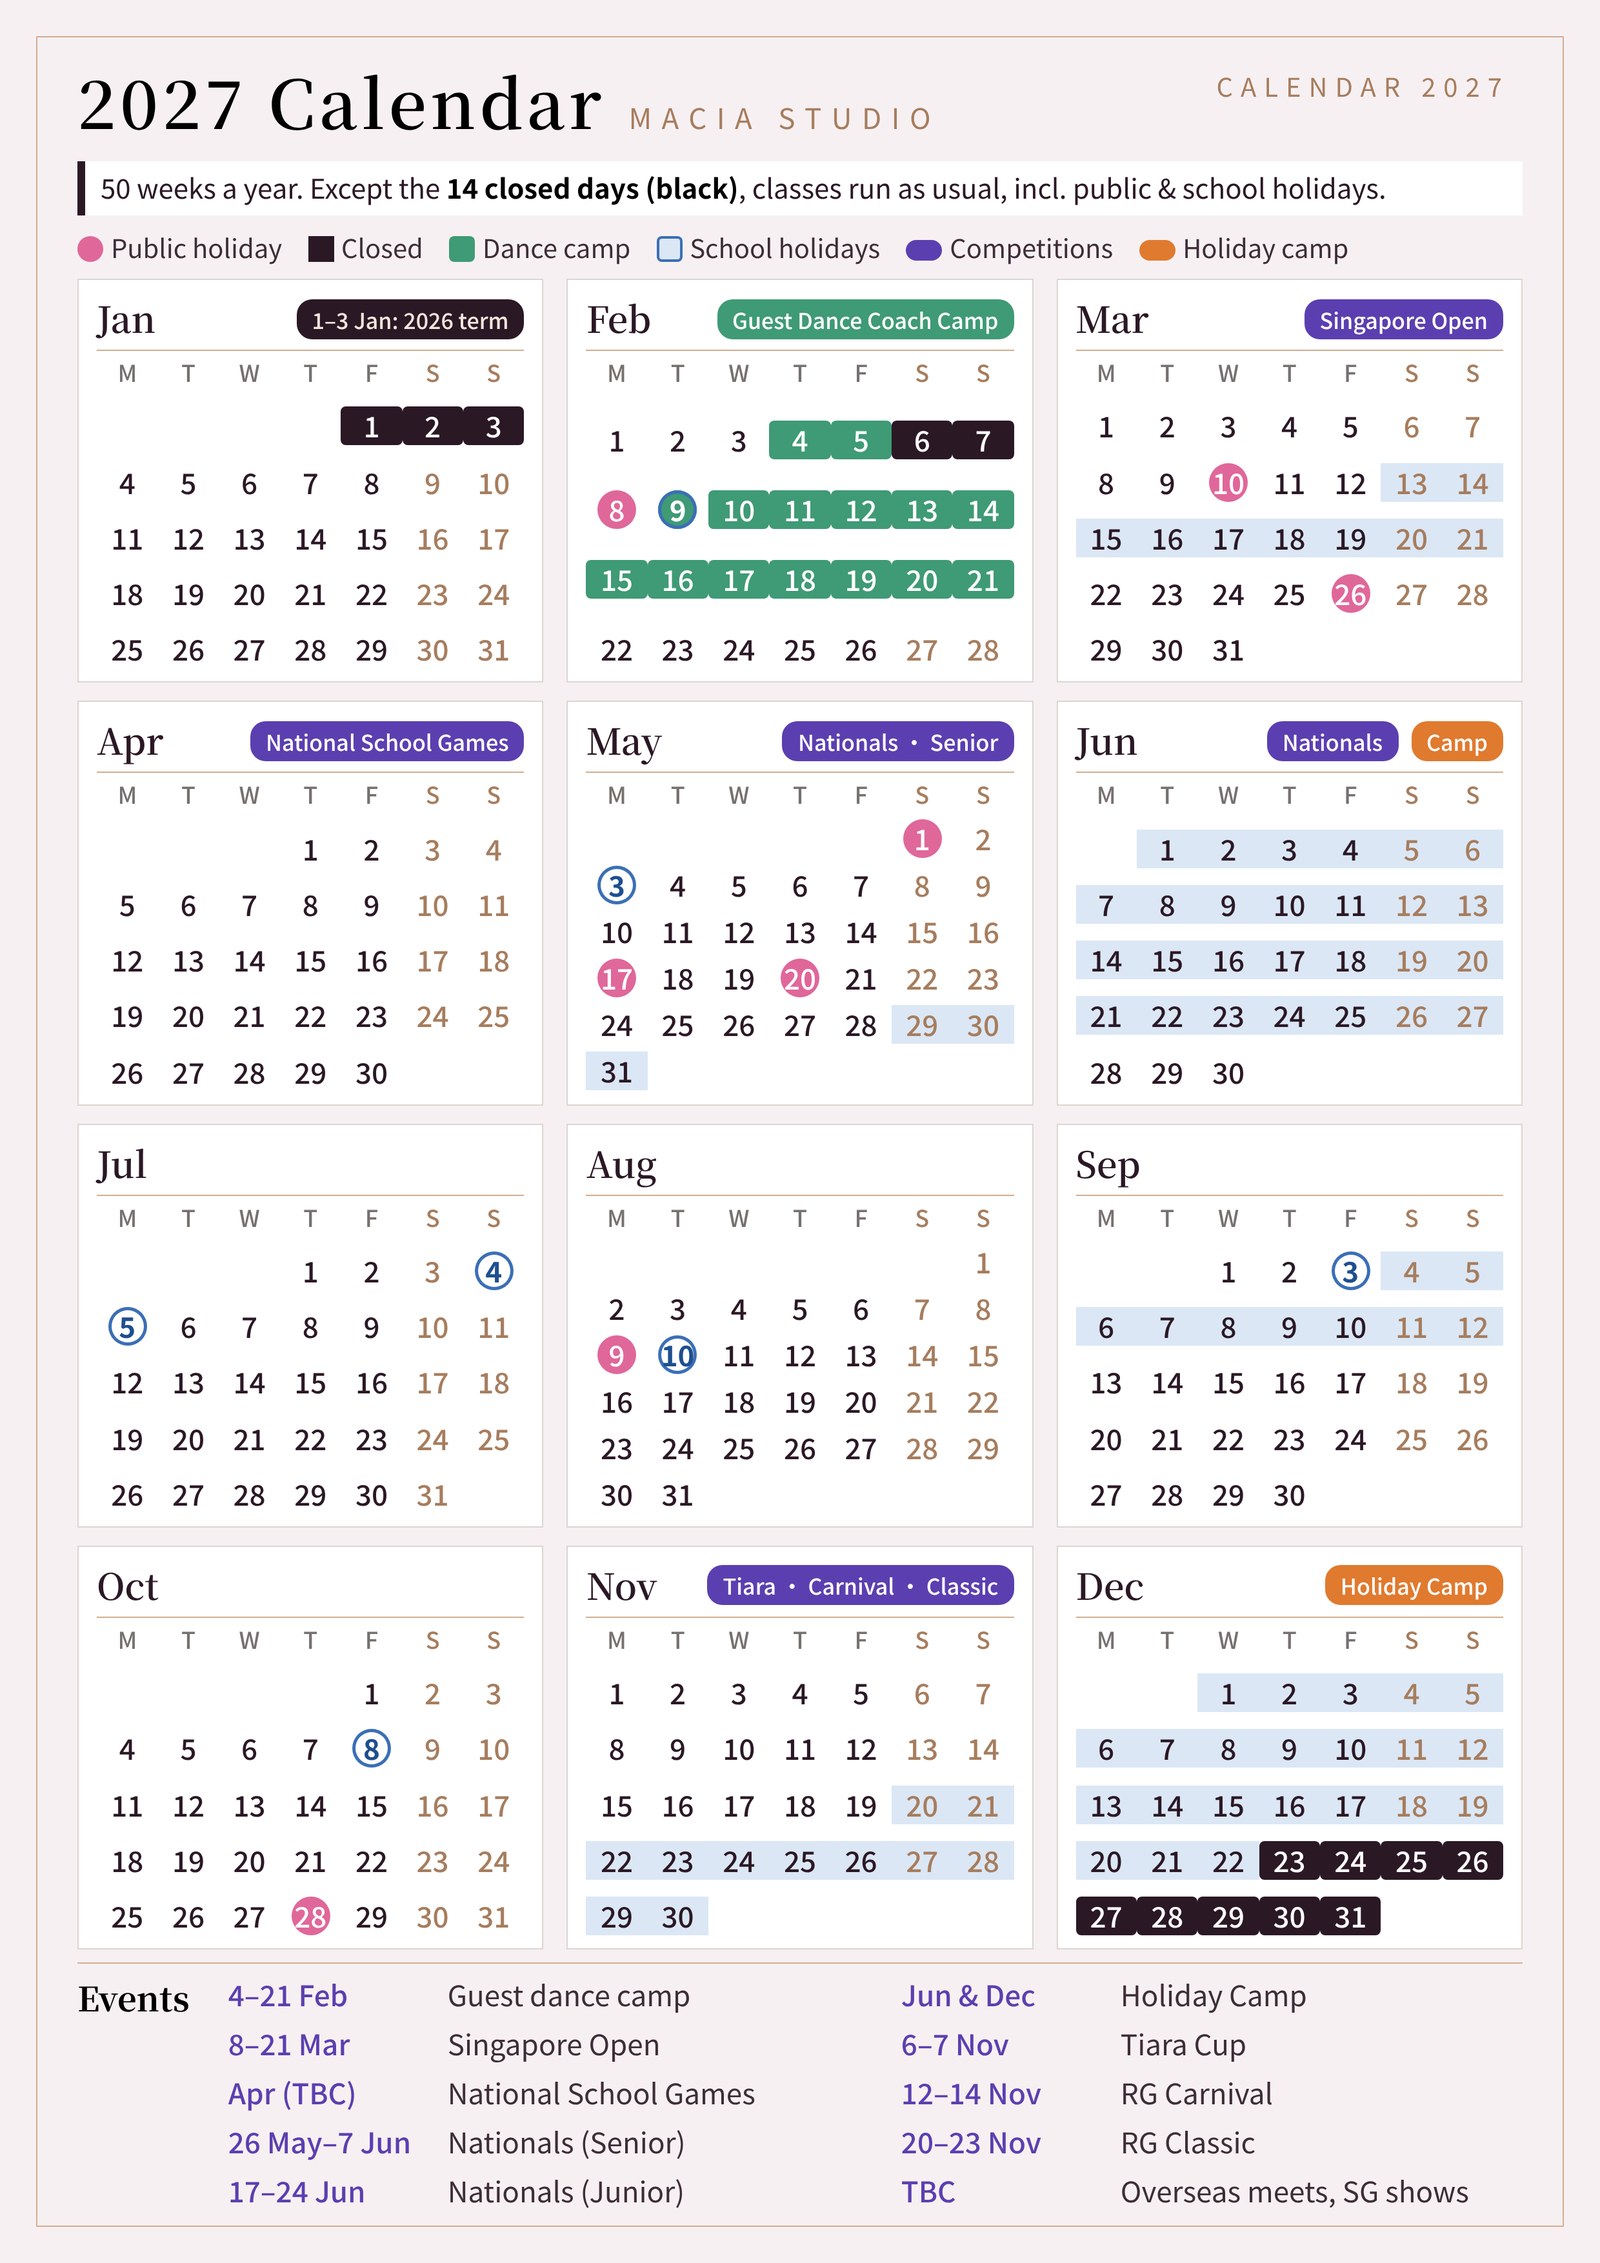 2027 Calendar MACIA STUDIO
CALENDAR 2027
50 weeks a year. Except the 14 closed days (black), classes run as usual, incl. public & school holidays.
Public holiday Closed Dance camp School holidays Competitions Holiday camp
Jan 1–3 Jan: 2026 term
M T W T F S S
1 2 3
4 5 6 7 8 9 10
11 12 13 14 15 16 17
18 19 20 21 22 23 24
25 26 27 28 29 30 31
Feb Guest Dance Coach Camp
M T W T F S S
1 2 3 4 5 6 7
8 9 10 11 12 13 14
15 16 17 18 19 20 21
22 23 24 25 26 27 28
Mar Singapore Open
M T W T F S S
1 2 3 4 5 6 7
8 9 10 11 12 13 14
15 16 17 18 19 20 21
22 23 24 25 26 27 28
29 30 31
Apr National School Games
M T W T F S S
1 2 3 4
5 6 7 8 9 10 11
12 13 14 15 16 17 18
19 20 21 22 23 24 25
26 27 28 29 30
May Nationals · Senior
M T W T F S S
1 2
3 4 5 6 7 8 9
10 11 12 13 14 15 16
17 18 19 20 21 22 23
24 25 26 27 28 29 30
31
Jun Nationals Camp
M T W T F S S
1 2 3 4 5 6
7 8 9 10 11 12 13
14 15 16 17 18 19 20
21 22 23 24 25 26 27
28 29 30
Jul
M T W T F S S
1 2 3 4
5 6 7 8 9 10 11
12 13 14 15 16 17 18
19 20 21 22 23 24 25
26 27 28 29 30 31
Aug
M T W T F S S
1
2 3 4 5 6 7 8
9 10 11 12 13 14 15
16 17 18 19 20 21 22
23 24 25 26 27 28 29
30 31
Sep
M T W T F S S
1 2 3 4 5
6 7 8 9 10 11 12
13 14 15 16 17 18 19
20 21 22 23 24 25 26
27 28 29 30
Oct
M T W T F S S
1 2 3
4 5 6 7 8 9 10
11 12 13 14 15 16 17
18 19 20 21 22 23 24
25 26 27 28 29 30 31
Nov Tiara · Carnival · Classic
M T W T F S S
1 2 3 4 5 6 7
8 9 10 11 12 13 14
15 16 17 18 19 20 21
22 23 24 25 26 27 28
29 30
Dec Holiday Camp
M T W T F S S
1 2 3 4 5
6 7 8 9 10 11 12
13 14 15 16 17 18 19
20 21 22 23 24 25 26
27 28 29 30 31
Events
4–21 Feb Guest dance camp
8–21 Mar Singapore Open
Apr (TBC) National School Games
26 May–7 Jun Nationals (Senior)
17–24 Jun Nationals (Junior)
Jun & Dec Holiday Camp
6–7 Nov Tiara Cup
12–14 Nov RG Carnival
20–23 Nov RG Classic
TBC Overseas meets, SG shows